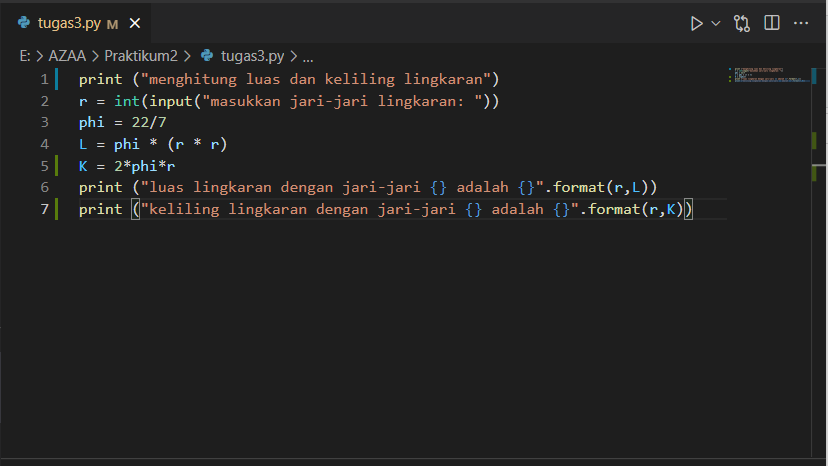 tugas3.py M
E: > AZAA > Praktikum2 > tugas3.py > ...
1 print ("menghitung luas dan keliling lingkaran")
2 r = int(input("masukkan jari-jari lingkaran: "))
3 phi = 22/7
4 L = phi * (r * r)
5 K = 2*phi*r
6 print ("luas lingkaran dengan jari-jari {} adalah {}".format(r,L))
7 print ("keliling lingkaran dengan jari-jari {} adalah {}".format(r,K))